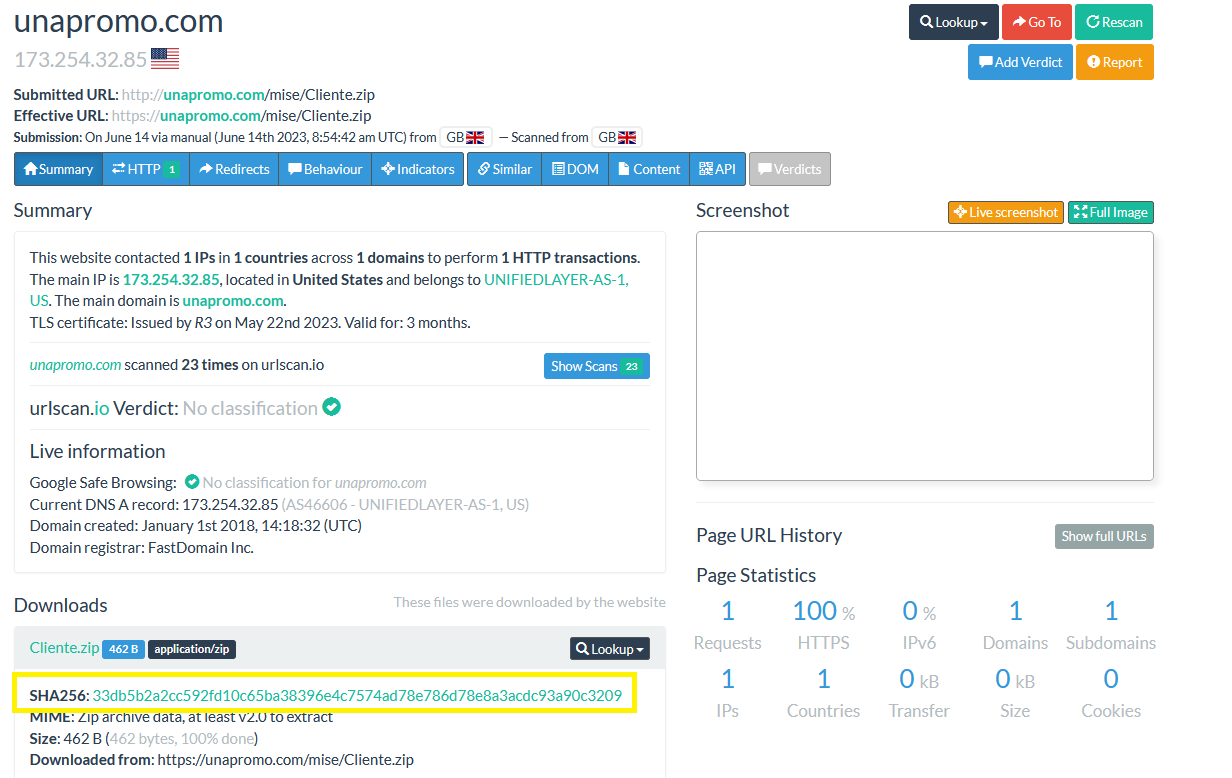 unapromo.com
Lookup
Go To
Rescan
173.254.32.85
Add Verdict
Report
Submitted URL: http://unapromo.com/mise/Cliente.zip
Effective URL: https://unapromo.com/mise/Cliente.zip
Submission: On June 14 via manual (June 14th 2023, 8:54:42 am UTC) from GB — Scanned from GB
Summary HTTP 1 Redirects Behaviour Indicators Similar DOM Content API Verdicts
Summary
This website contacted 1 IPs in 1 countries across 1 domains to perform 1 HTTP transactions.
The main IP is 173.254.32.85, located in United States and belongs to UNIFIEDLAYER-AS-1,
US. The main domain is unapromo.com.
TLS certificate: Issued by R3 on May 22nd 2023. Valid for: 3 months.
unapromo.com scanned 23 times on urlscan.io
Show Scans 23
urlscan.io Verdict: No classification
Live information
Google Safe Browsing: No classification for unapromo.com
Current DNS A record: 173.254.32.85 (AS46606 - UNIFIEDLAYER-AS-1, US)
Domain created: January 1st 2018, 14:18:32 (UTC)
Domain registrar: FastDomain Inc.
Downloads
These files were downloaded by the website
Cliente.zip 462 B application/zip
Lookup
SHA256: 33db5b2a2cc592fd10c65ba38396e4c7574ad78e786d78e8a3acdc93a90c3209
MIME: Zip archive data, at least v2.0 to extract
Size: 462 B (462 bytes, 100% done)
Downloaded from: https://unapromo.com/mise/Cliente.zip
Screenshot
Live screenshot
Full Image
Page URL History
Show full URLs
Page Statistics
1 100 % 0 % 1 1
Requests HTTPS IPv6 Domains Subdomains
1 1 0 kB 0 kB 0
IPs Countries Transfer Size Cookies